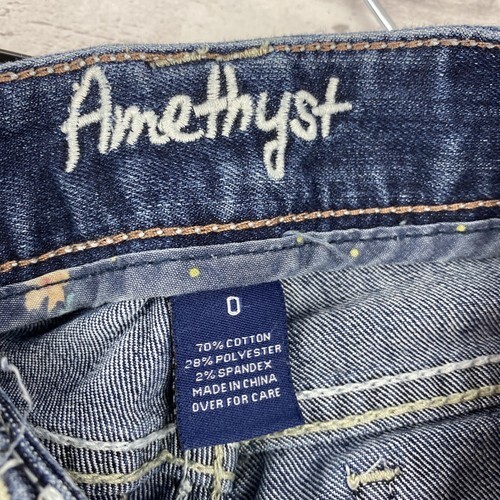 Amethyst
0
70% COTTON
28% POLYESTER
2% SPANDEX
MADE IN CHINA
OVER FOR CARE